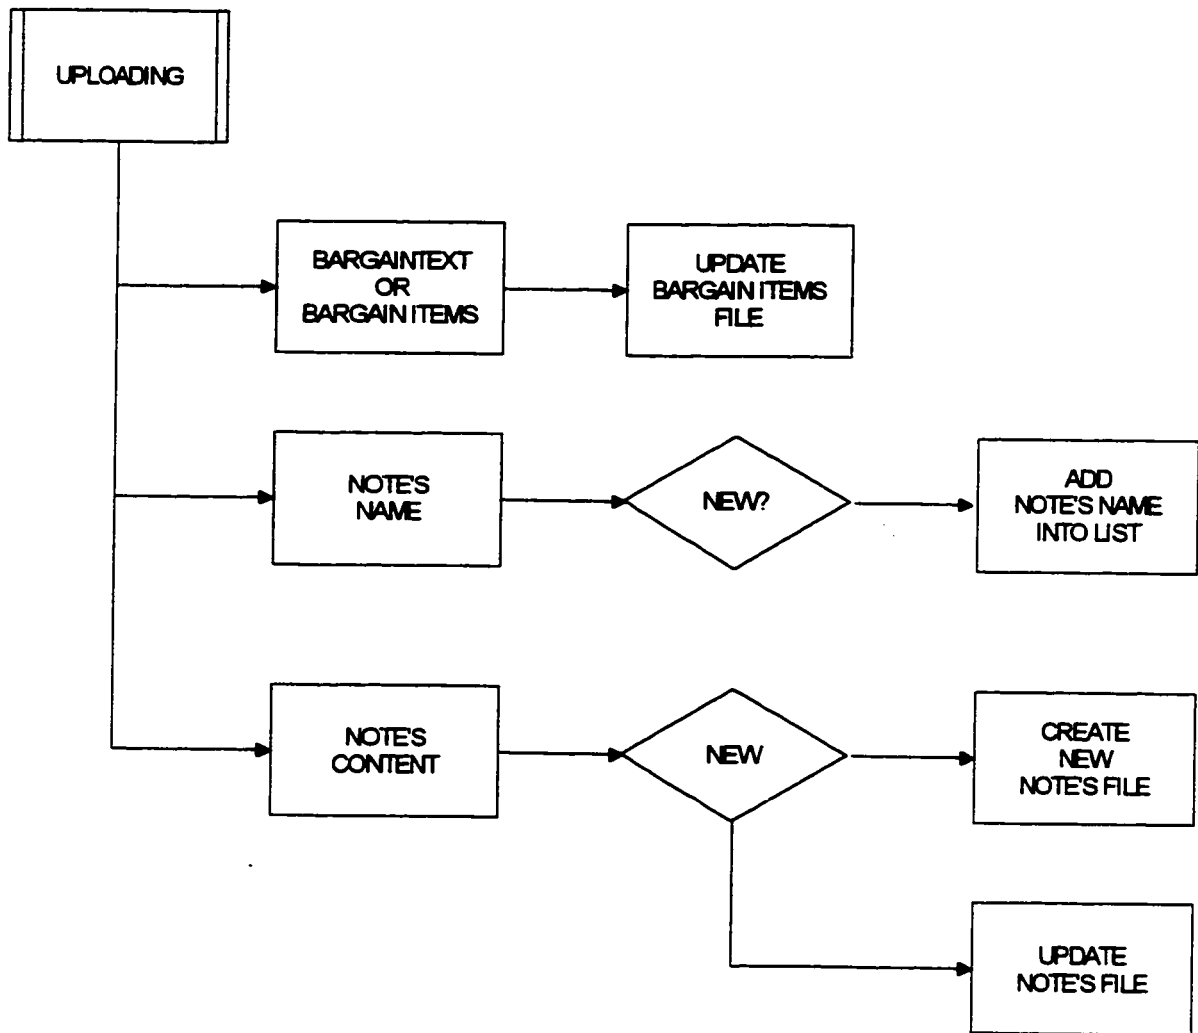 UPLOADING
BARGAINTEXT
OR
BARGAIN ITEMS
UPDATE
BARGAIN ITEMS
FILE
NOTE'S
NAME
NEW?
ADD
NOTE'S NAME
INTO LIST
NOTE'S
CONTENT
NEW
CREATE
NEW
NOTE'S FILE
UPDATE
NOTE'S FILE